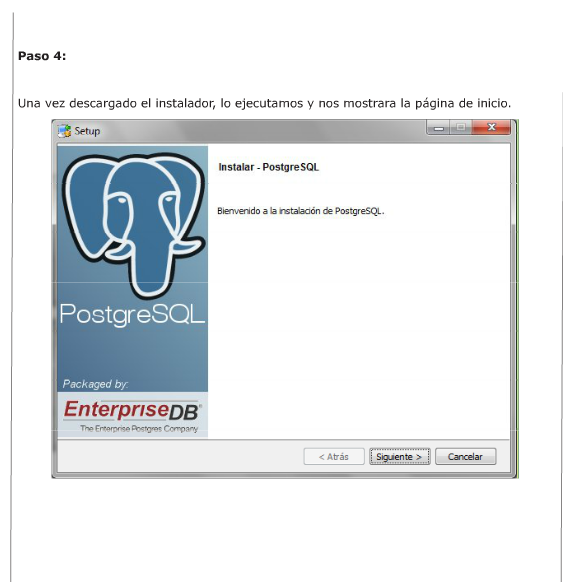 Paso 4:
Una vez descargado el instalador, lo ejecutamos y nos mostrara la página de inicio.
Setup
Instalar - PostgreSQL
Bienvenido a la instalación de PostgreSQL.
PostgreSQL
Packaged by:
EnterpriseDB®
The Enterprise Postgres Company
< Atrás
Siguiente >
Cancelar